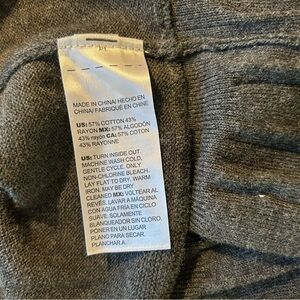 MADE IN CHINA/ HECHO EN
CHINA/ FABRIQUÉ EN CHINE
US: 57% COTTON 43%
RAYON MX: 57% ALGODÓN
43% rayón CA: 57% COTON
43% RAYONNE
US: TURN INSIDE OUT.
MACHINE WASH COLD,
GENTLE CYCLE. ONLY
NON-CHLORINE BLEACH.
LAY FLAT TO DRY. WARM
IRON, MAY BE DRY
CLEANED MX: VOLTEAR AL
REVÉS. LAVAR A MAQUINA
CON AGUA FRÍA EN CICLO
SUAVE. SOLAMENTE
BLANQUEADOR SIN CLORO.
PONER EN UN LUGAR
PLANO PARA SECAR.
PLANCHAR A